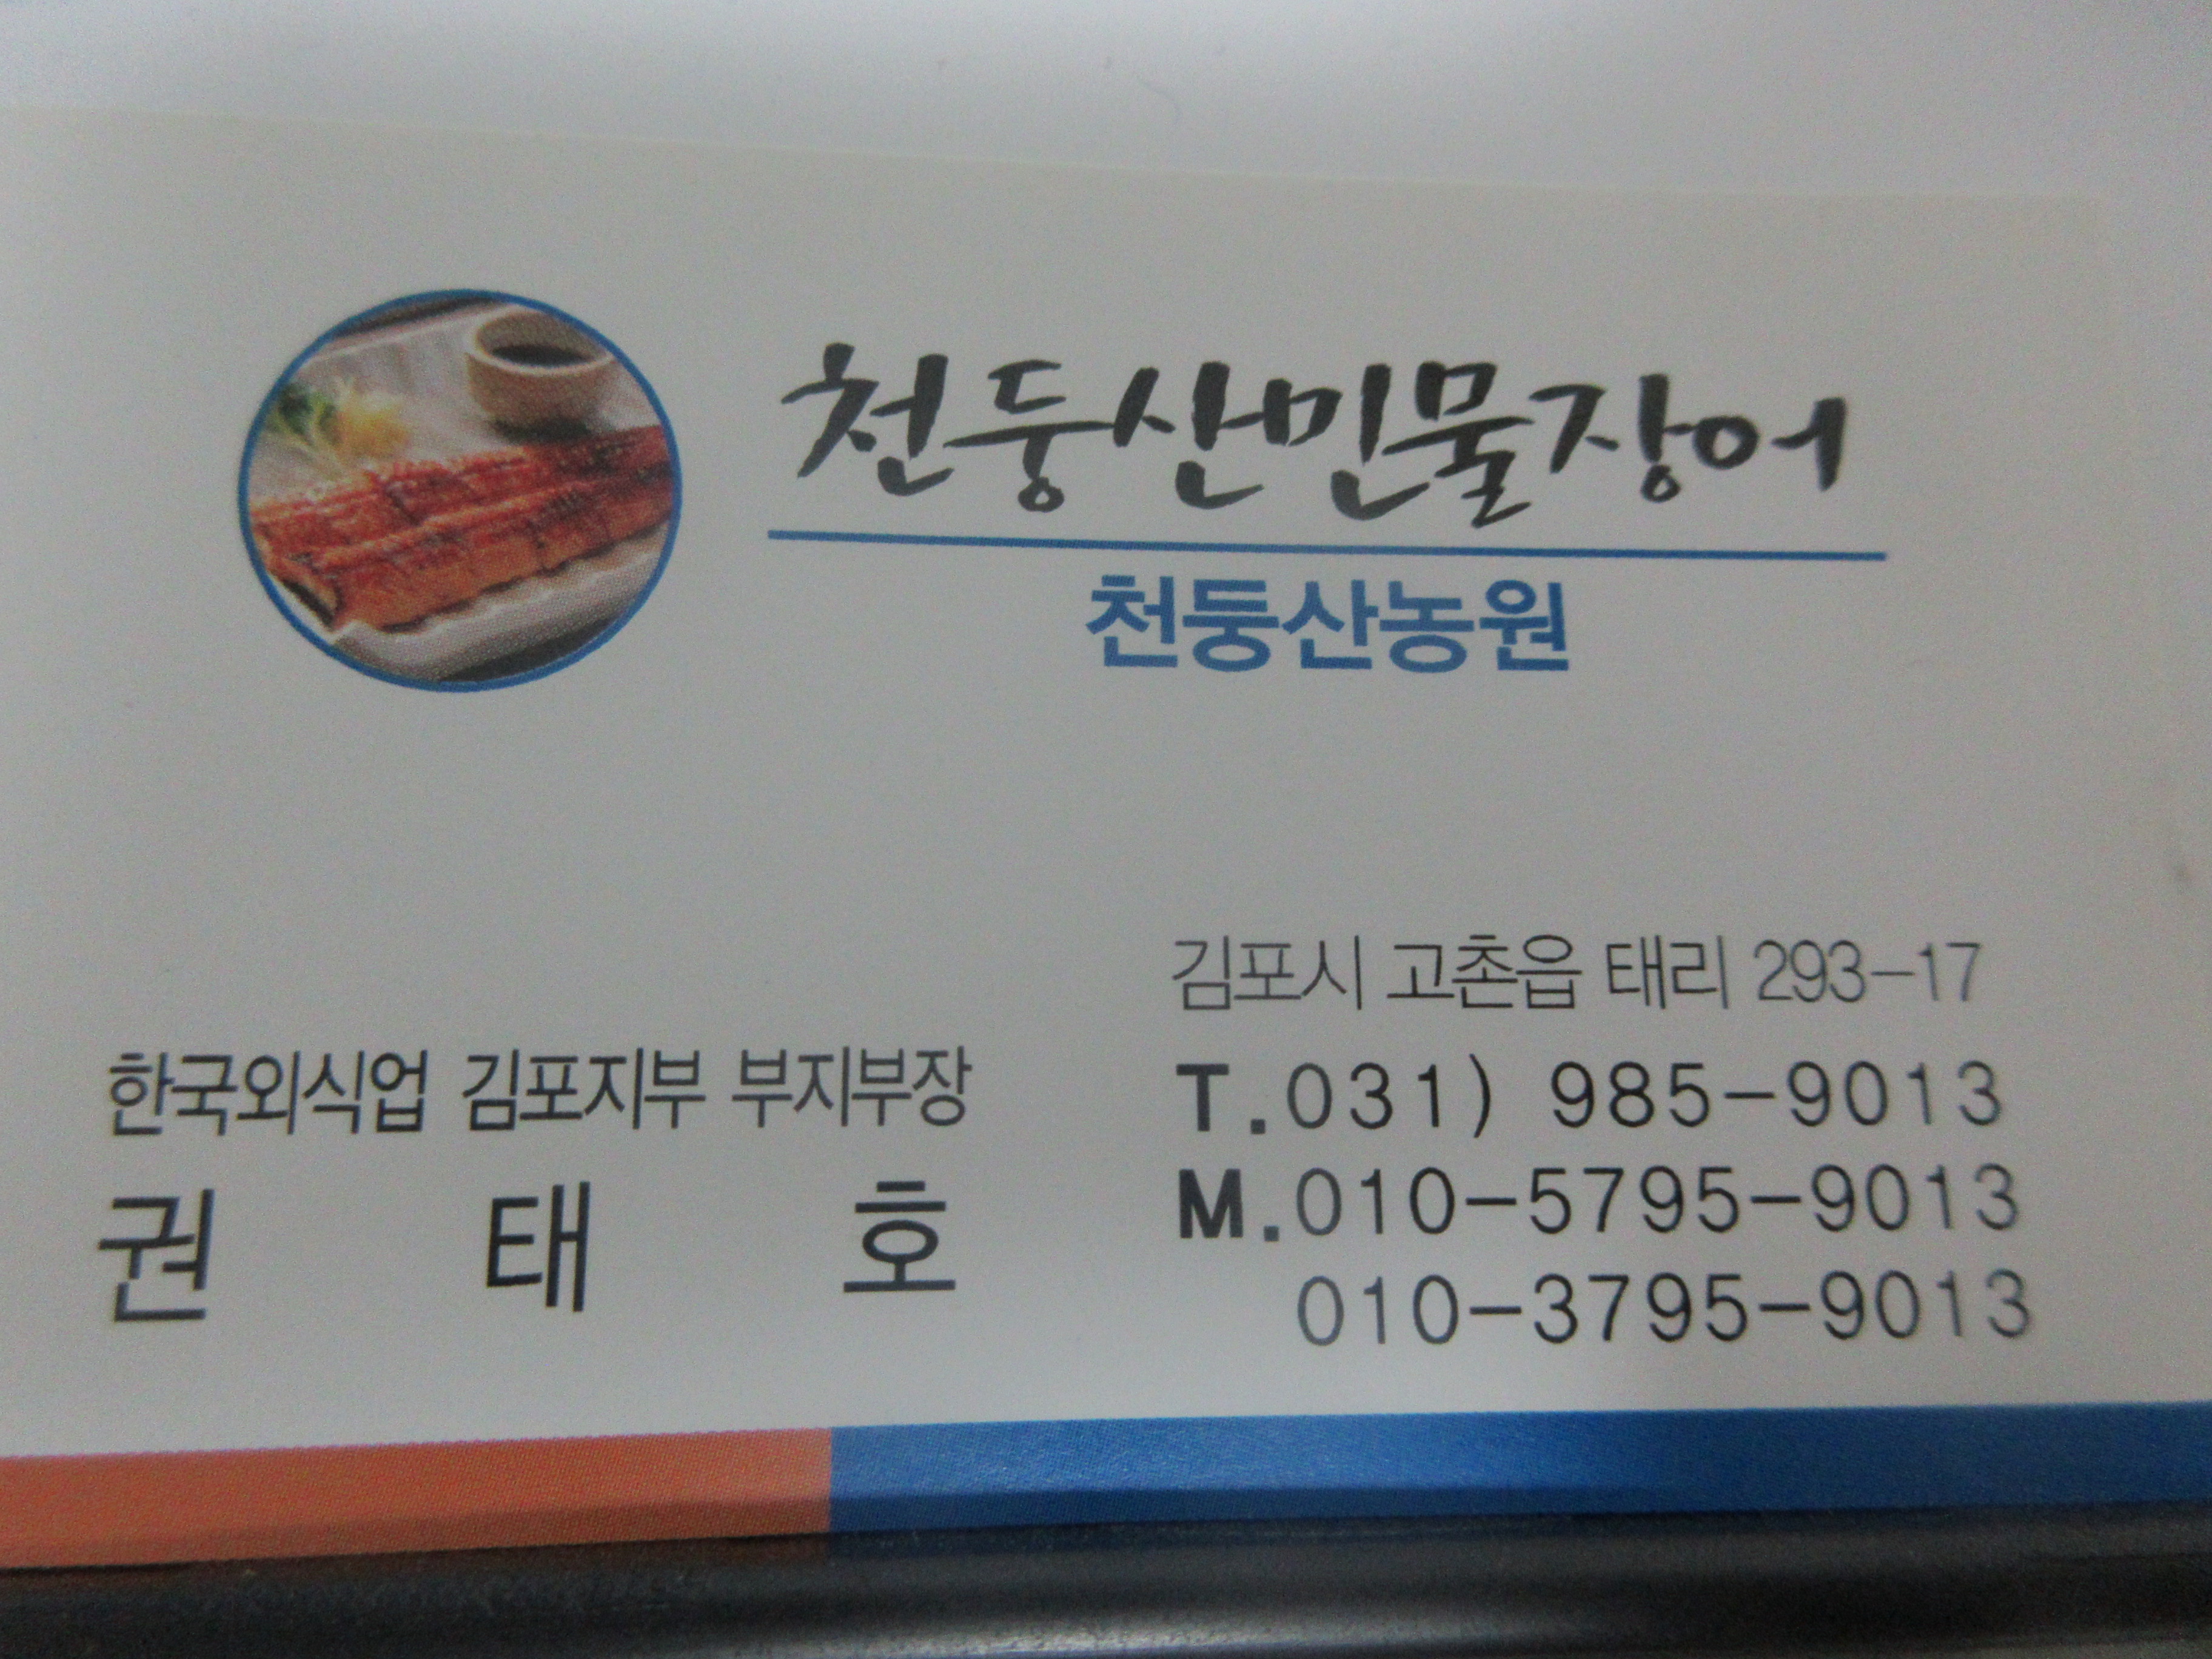 천둥산민물장어
천둥산농원
김포시 고촌읍 태리 293-17
한국외식업 김포지부 부지부장
권 태 호
T.031) 985-9013
M.010-5795-9013
010-3795-9013